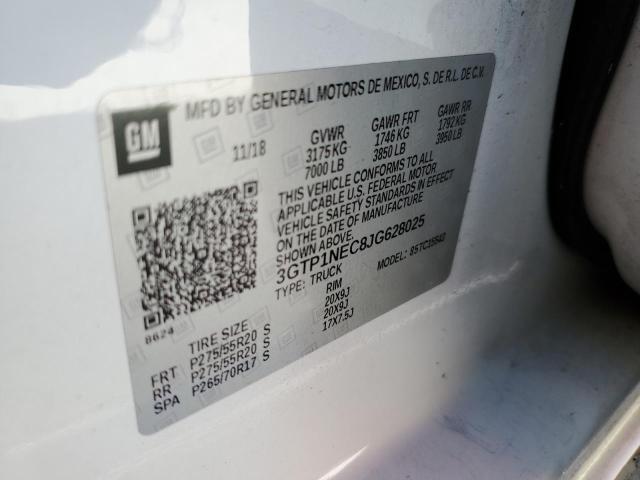 MFD BY GENERAL MOTORS DE MEXICO, S. DE R.L. DE C.V.
GM
11/18
GVWR
3175 KG
7000 LB
GAWR FRT
1746 KG
3850 LB
GAWR RR
1792 KG
3950 LB
THIS VEHICLE CONFORMS TO ALL
APPLICABLE U.S. FEDERAL MOTOR
VEHICLE SAFETY STANDARDS IN EFFECT
ON THE DATE OF MANUFACTURE
SHOWN ABOVE.
3GTP1NEC8JG628025
TYPE: TRUCK
MODEL:
8624
TIRE SIZE
RIM
FRT P275/55R20 S 20X9J
RR P275/55R20 S 20X9J
SPA P265/70R17 S 17X7.5J